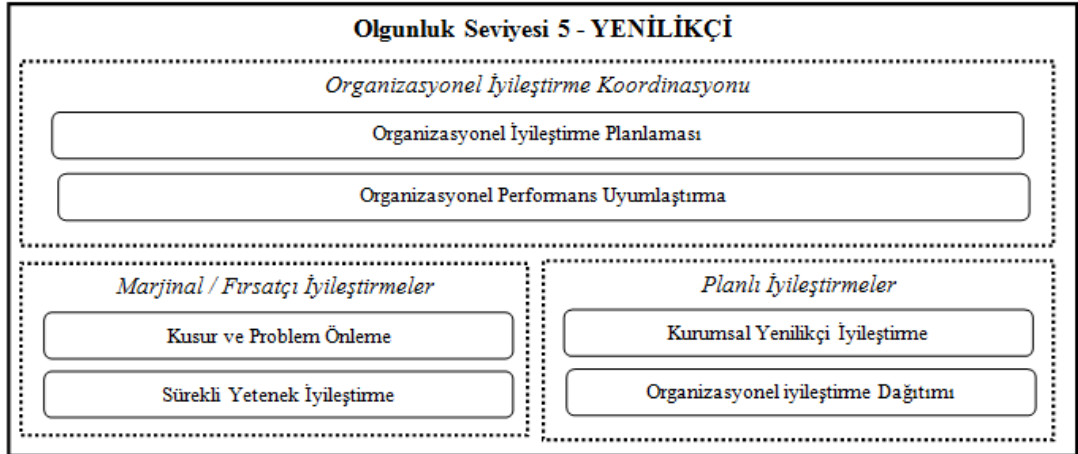 Olgunluk Seviyesi 5 - YENİLİKÇİ
Organizasyonel İyileştirme Koordinasyonu
Organizasyonel İyileştirme Planlaması
Organizasyonel Performans Uyumlaştırma
Marjinal / Fırsatçı İyileştirmeler
Kusur ve Problem Önleme
Sürekli Yetenek İyileştirme
Planlı İyileştirmeler
Kurumsal Yenilikçi İyileştirme
Organizasyonel iyileştirme Dağıtımı